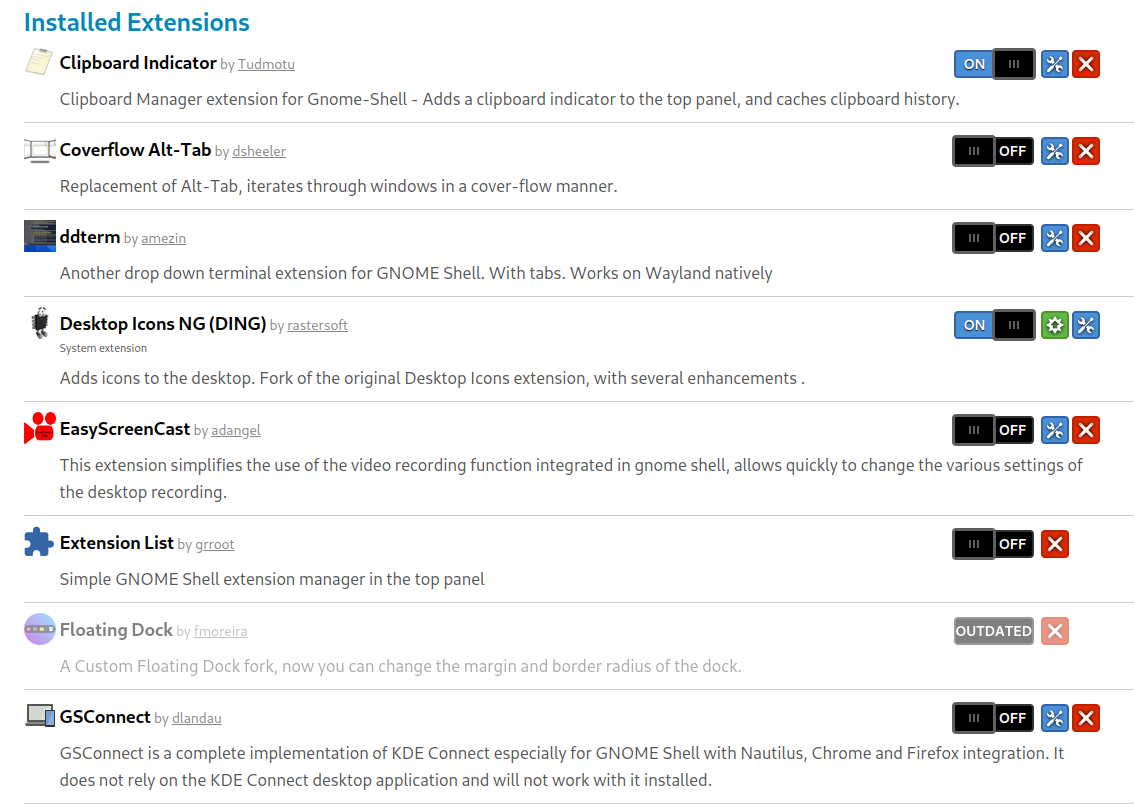 Installed Extensions
Clipboard Indicator by Tudmotu
ON
Clipboard Manager extension for Gnome-Shell - Adds a clipboard indicator to the top panel, and caches clipboard history.
Coverflow Alt-Tab by dsheeler
OFF
Replacement of Alt-Tab, iterates through windows in a cover-flow manner.
ddterm by amezin
OFF
Another drop down terminal extension for GNOME Shell. With tabs. Works on Wayland natively
Desktop Icons NG (DING) by rastersoft
ON
System extension
Adds icons to the desktop. Fork of the original Desktop Icons extension, with several enhancements .
EasyScreenCast by adangel
OFF
This extension simplifies the use of the video recording function integrated in gnome shell, allows quickly to change the various settings of
the desktop recording.
Extension List by grroot
OFF
Simple GNOME Shell extension manager in the top panel
Floating Dock by fmoreira
OUTDATED
A Custom Floating Dock fork, now you can change the margin and border radius of the dock.
GSConnect by dlandau
OFF
GSConnect is a complete implementation of KDE Connect especially for GNOME Shell with Nautilus, Chrome and Firefox integration. It
does not rely on the KDE Connect desktop application and will not work with it installed.